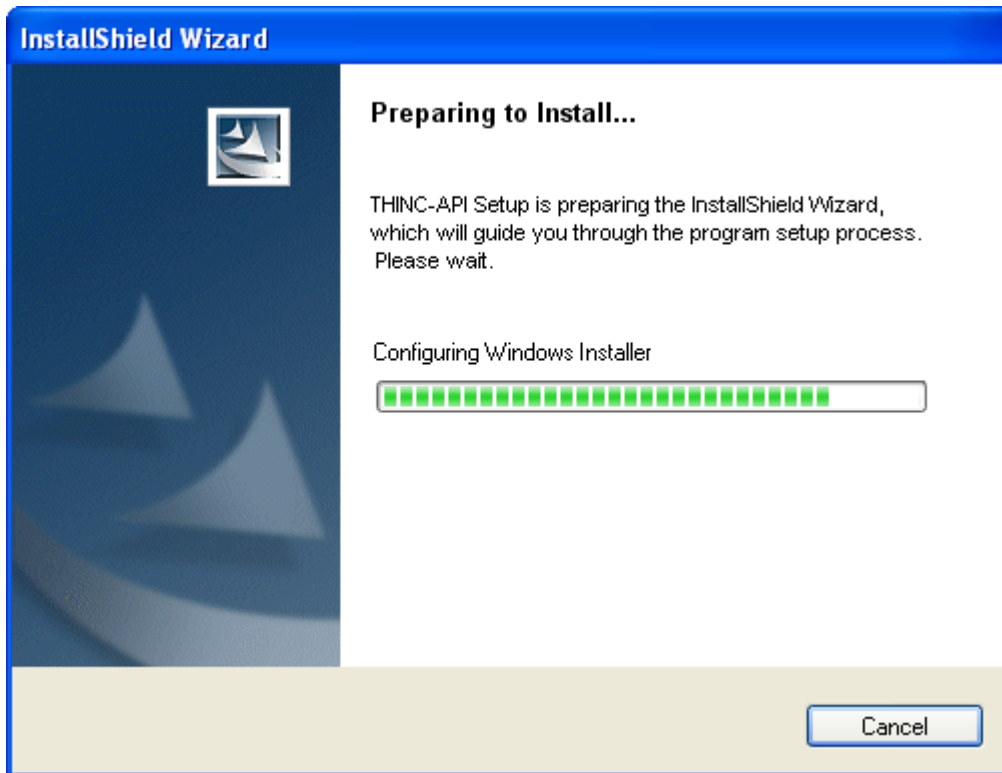 InstallShield Wizard
Preparing to Install...
THINC-API Setup is preparing the InstallShield Wizard,
which will guide you through the program setup process.
Please wait.
Configuring Windows Installer
Cancel